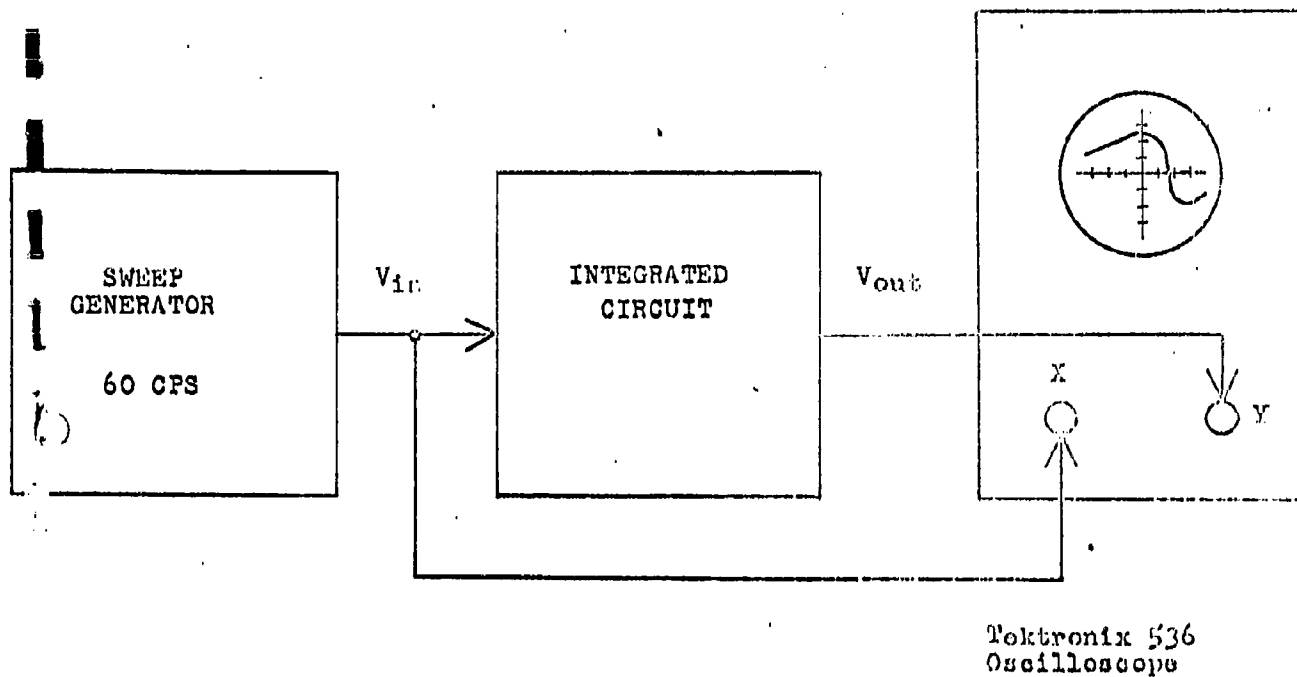 SWEEP
GENERATOR
60 CPS
Vin
INTEGRATED
CIRCUIT
Vout
X
Y
Tektronix 536
Oscilloscope